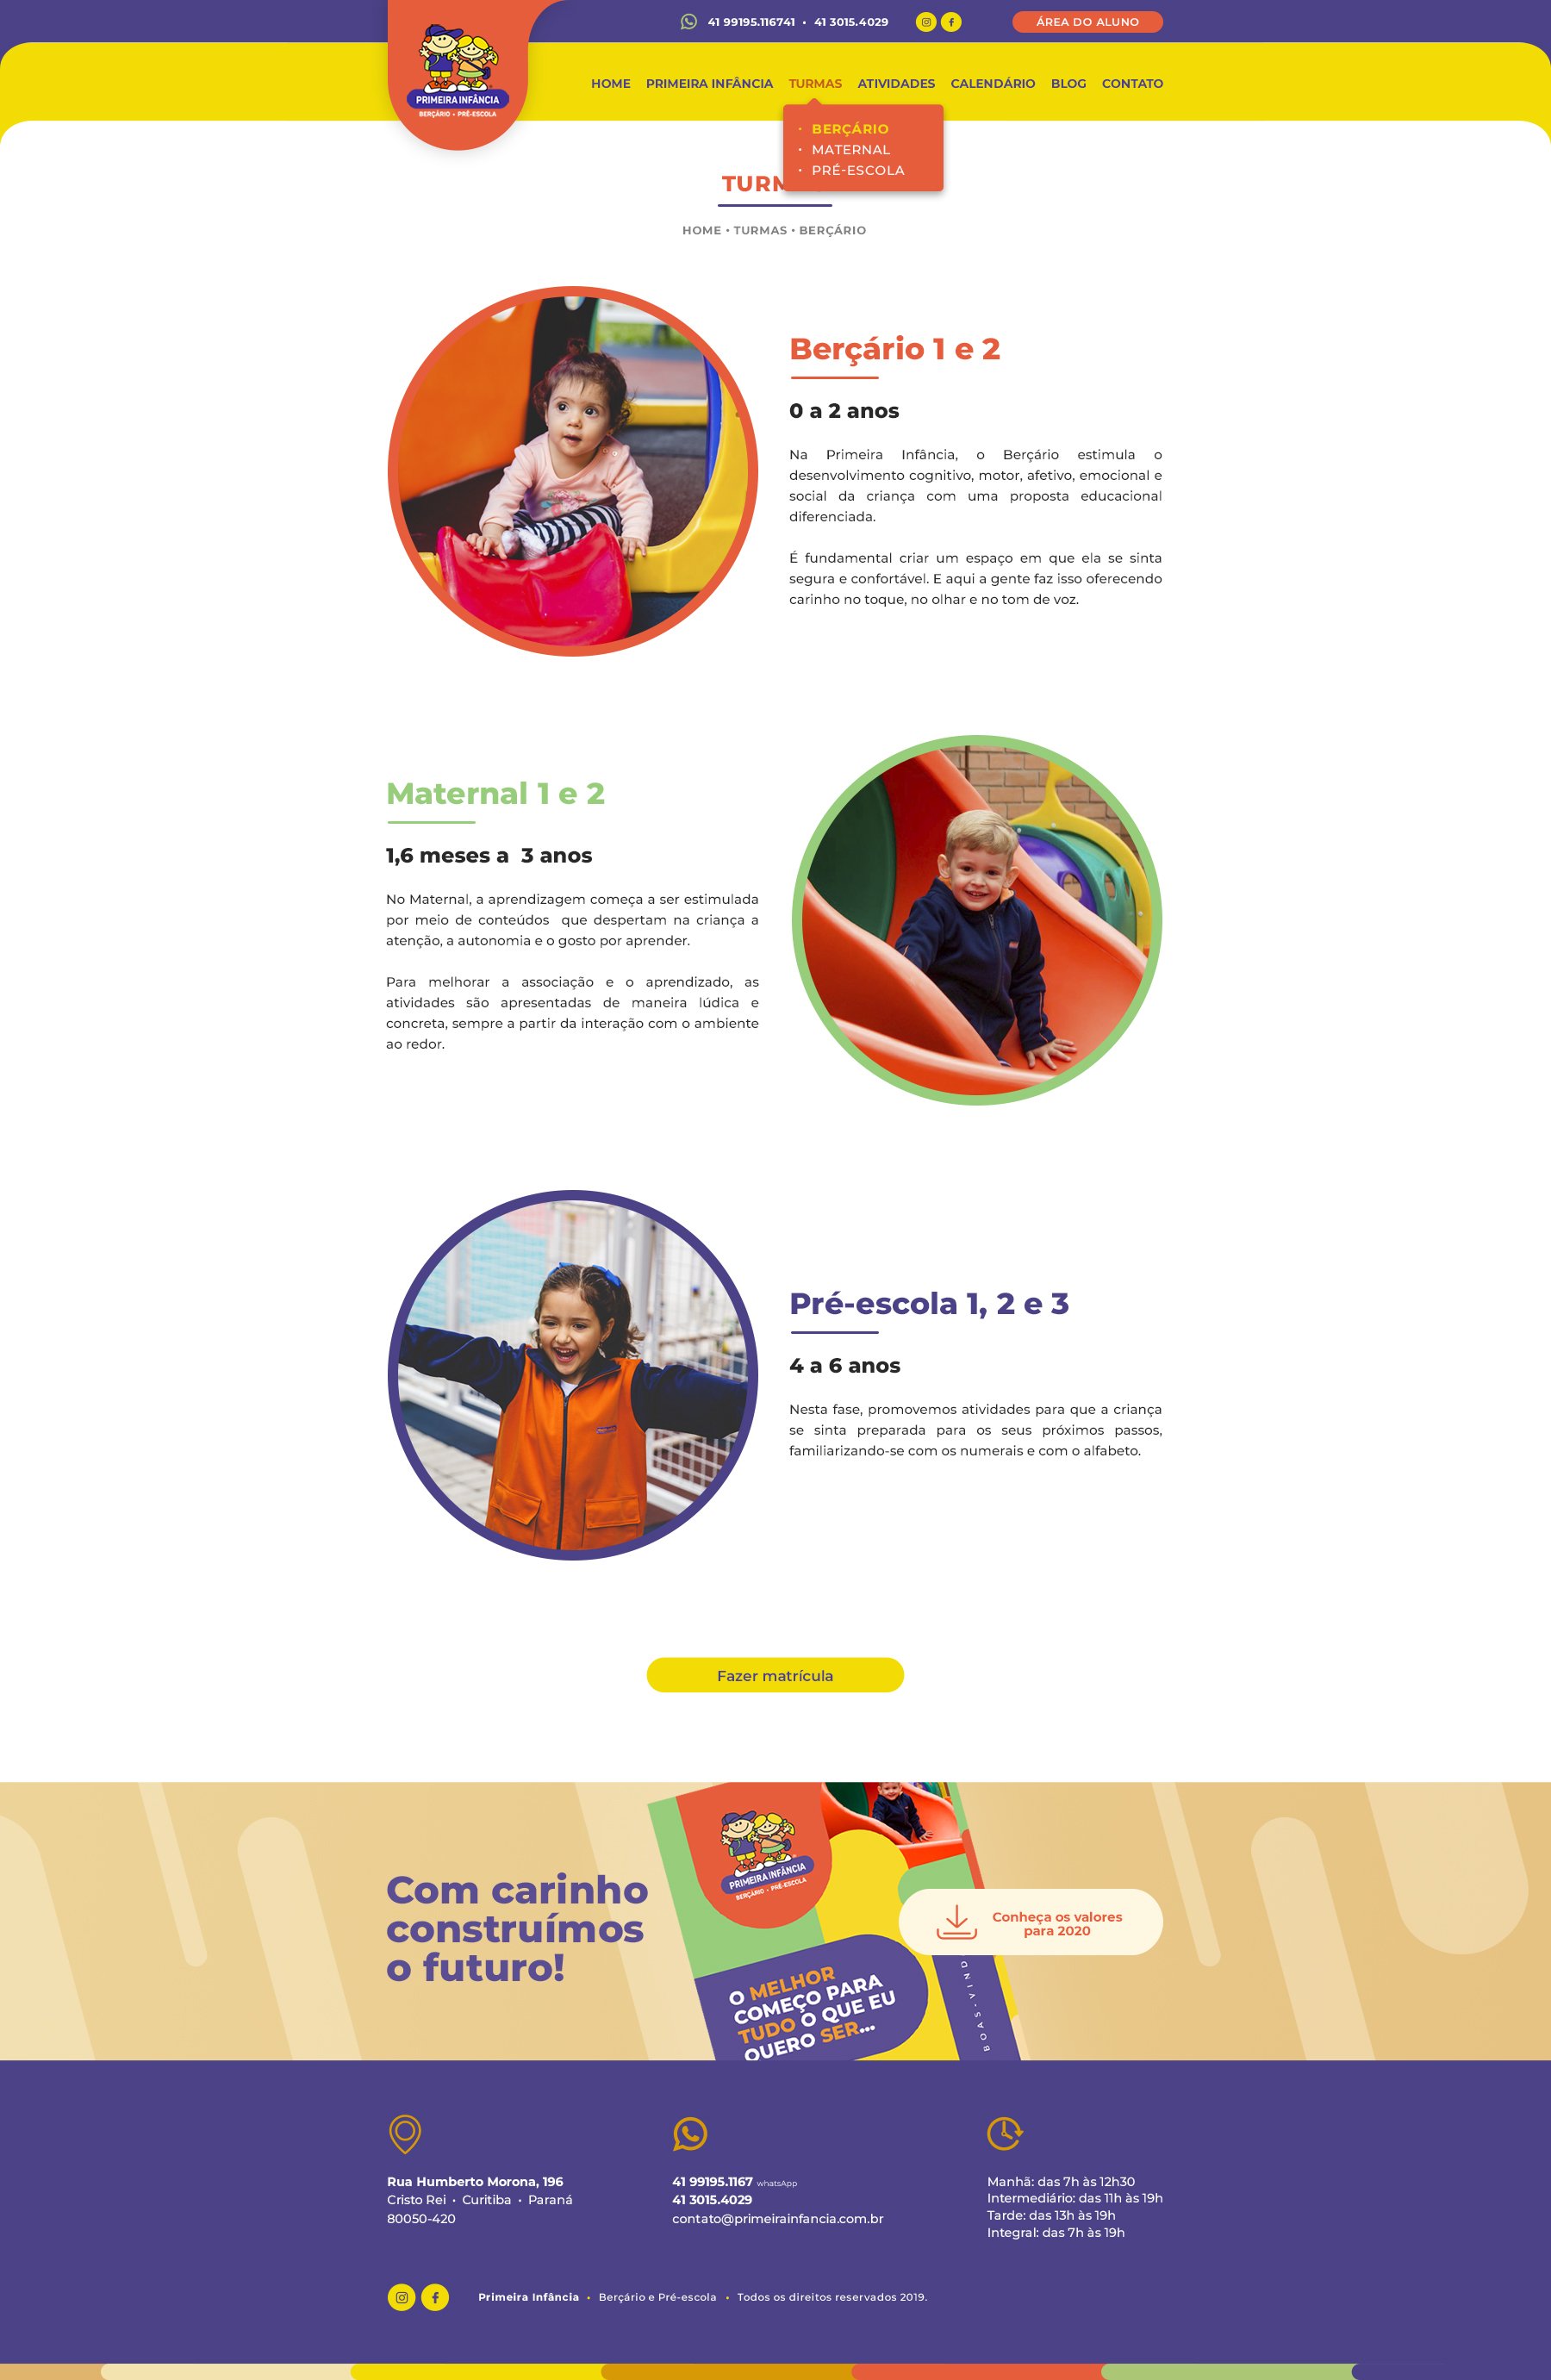 41 99195.116741 • 41 3015.4029
ÁREA DO ALUNO
PRIMEIRA INFÂNCIA
BERÇÁRIO • PRÉ-ESCOLA
HOME PRIMEIRA INFÂNCIA TURMAS ATIVIDADES CALENDÁRIO BLOG CONTATO
• BERÇÁRIO
• MATERNAL
• PRÉ-ESCOLA
HOME • TURMAS • BERÇÁRIO
Berçário 1 e 2
0 a 2 anos
Na Primeira Infância, o Berçário estimula o
desenvolvimento cognitivo, motor, afetivo, emocional e
social da criança com uma proposta educacional
diferenciada.
É fundamental criar um espaço em que ela se sinta
segura e confortável. E aqui a gente faz isso oferecendo
carinho no toque, no olhar e no tom de voz.
Maternal 1 e 2
1,6 meses a 3 anos
No Maternal, a aprendizagem começa a ser estimulada
por meio de conteúdos que despertam na criança a
atenção, a autonomia e o gosto por aprender.
Para melhorar a associação e o aprendizado, as
atividades são apresentadas de maneira lúdica e
concreta, sempre a partir da interação com o ambiente
ao redor.
Pré-escola 1, 2 e 3
4 a 6 anos
Nesta fase, promovemos atividades para que a criança
se sinta preparada para os seus próximos passos,
familiarizando-se com os numerais e com o alfabeto.
Fazer matrícula
Com carinho
construímos
o futuro!
PRIMEIRA INFÂNCIA
BERÇÁRIO • PRÉ-ESCOLA
O MELHOR
COMEÇO PARA
TUDO O QUE EU
QUERO SER...
Conheça os valores
para 2020
Rua Humberto Morona, 196
Cristo Rei • Curitiba • Paraná
80050-420
41 99195.1167 whatsApp
41 3015.4029
contato@primeirainfancia.com.br
Manhã: das 7h às 12h30
Intermediário: das 11h às 19h
Tarde: das 13h às 19h
Integral: das 7h às 19h
Primeira Infância • Berçário e Pré-escola • Todos os direitos reservados 2019.